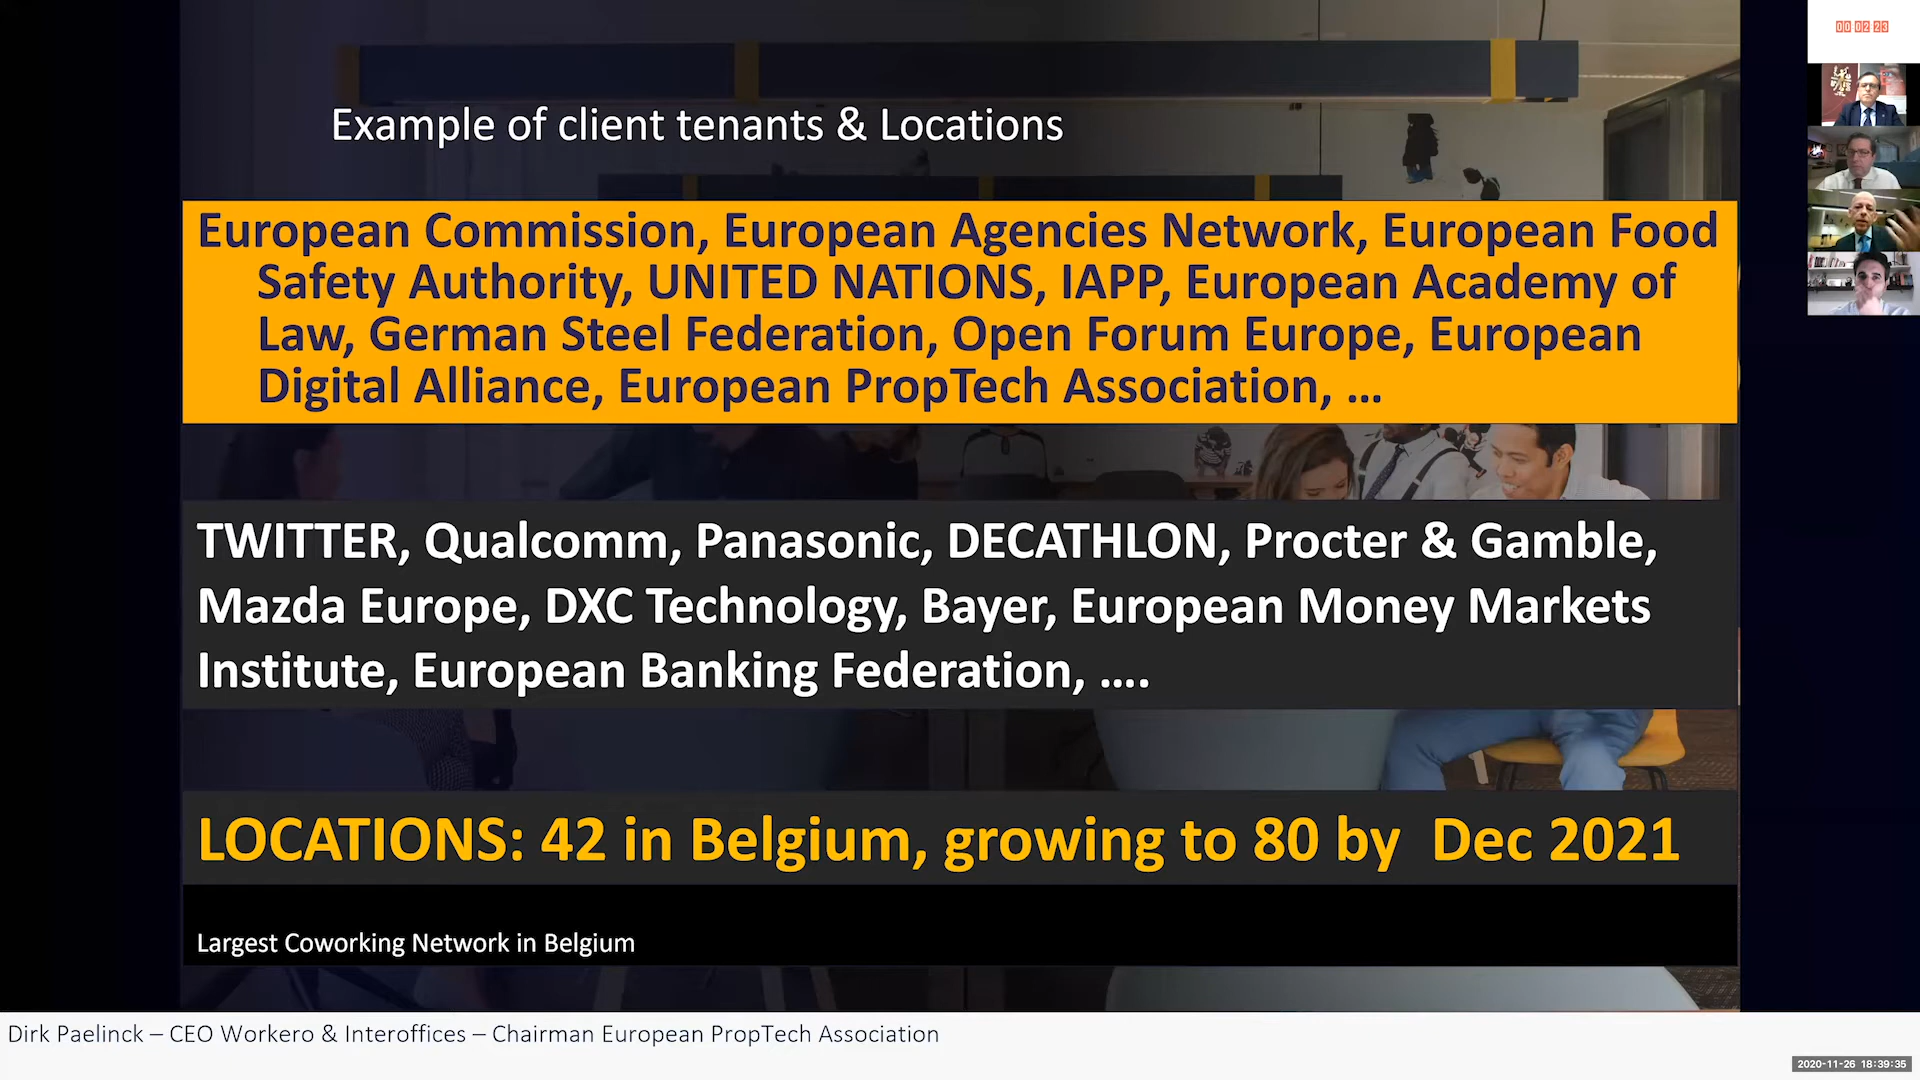 00 02 23
Example of client tenants & Locations
European Commission, European Agencies Network, European Food
Safety Authority, UNITED NATIONS, IAPP, European Academy of
Law, German Steel Federation, Open Forum Europe, European
Digital Alliance, European PropTech Association, ...
TWITTER, Qualcomm, Panasonic, DECATHLON, Procter & Gamble,
Mazda Europe, DXC Technology, Bayer, European Money Markets
Institute, European Banking Federation, ....
LOCATIONS: 42 in Belgium, growing to 80 by Dec 2021
Largest Coworking Network in Belgium
Dirk Paelinck – CEO Workero & Interoffices – Chairman European PropTech Association
2020-11-26 18:39:35